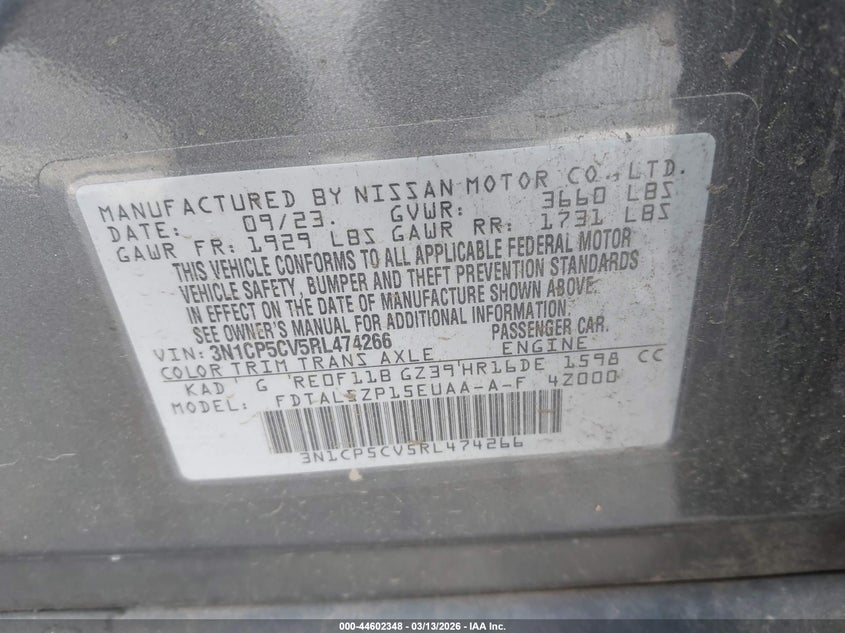 MANUFACTURED BY NISSAN MOTOR CO., LTD.
DATE: 09/23. GVWR: 3660 LBS
GAWR FR: 1929 LBS GAWR RR: 1731 LBS
THIS VEHICLE CONFORMS TO ALL APPLICABLE FEDERAL MOTOR
VEHICLE SAFETY, BUMPER AND THEFT PREVENTION STANDARDS
IN EFFECT ON THE DATE OF MANUFACTURE SHOWN ABOVE.
SEE OWNER'S MANUAL FOR ADDITIONAL INFORMATION.
VIN: 3N1CP5CV5RL474266 PASSENGER CAR.
COLOR TRIM TRANS AXLE ENGINE
KAD G RE0F11B GZ39 HR16DE 1598 CC
MODEL: FDTALSZP15EUAA-A-F 4Z000
3N1CP5CV5RL474266
000-44602348 | 03/13/2026 | IAA Inc.